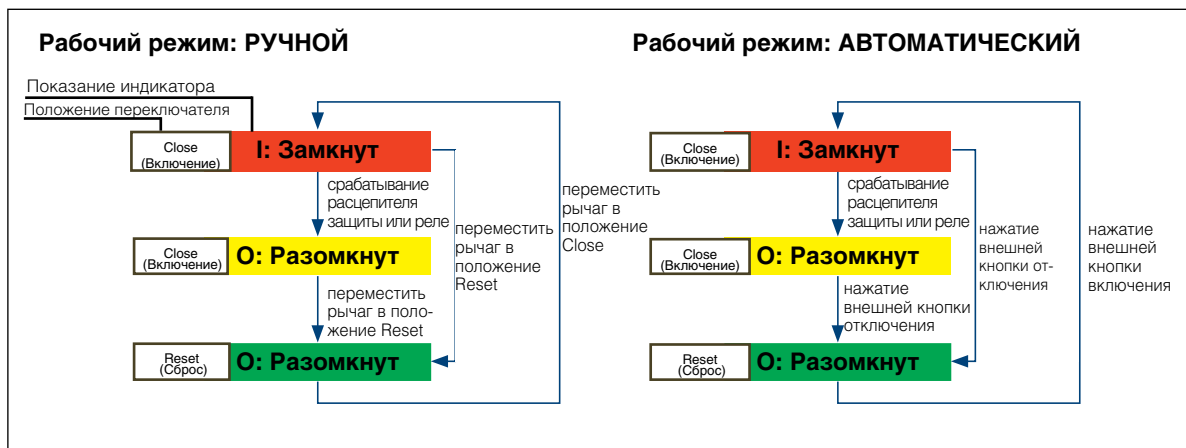 Рабочий режим: РУЧНОЙ
Показание индикатора
Положение переключателя
Close
(Включение)
I: Замкнут
срабатывание
расцепителя
защиты или реле
переместить
рычаг в
положение
Close
переместить
рычаг в
положение
Reset
Close
(Включение)
O: Разомкнут
переместить
рычаг в поло-
жение Reset
Reset
(Сброс)
O: Разомкнут
Рабочий режим: АВТОМАТИЧЕСКИЙ
Close
(Включение)
I: Замкнут
срабатывание
расцепителя
защиты или реле
нажатие
внешней
кнопки от-
ключения
нажатие
внешней
кнопки
включения
Close
(Включение)
O: Разомкнут
нажатие
внешней кнопки
отключения
Reset
(Сброс)
O: Разомкнут